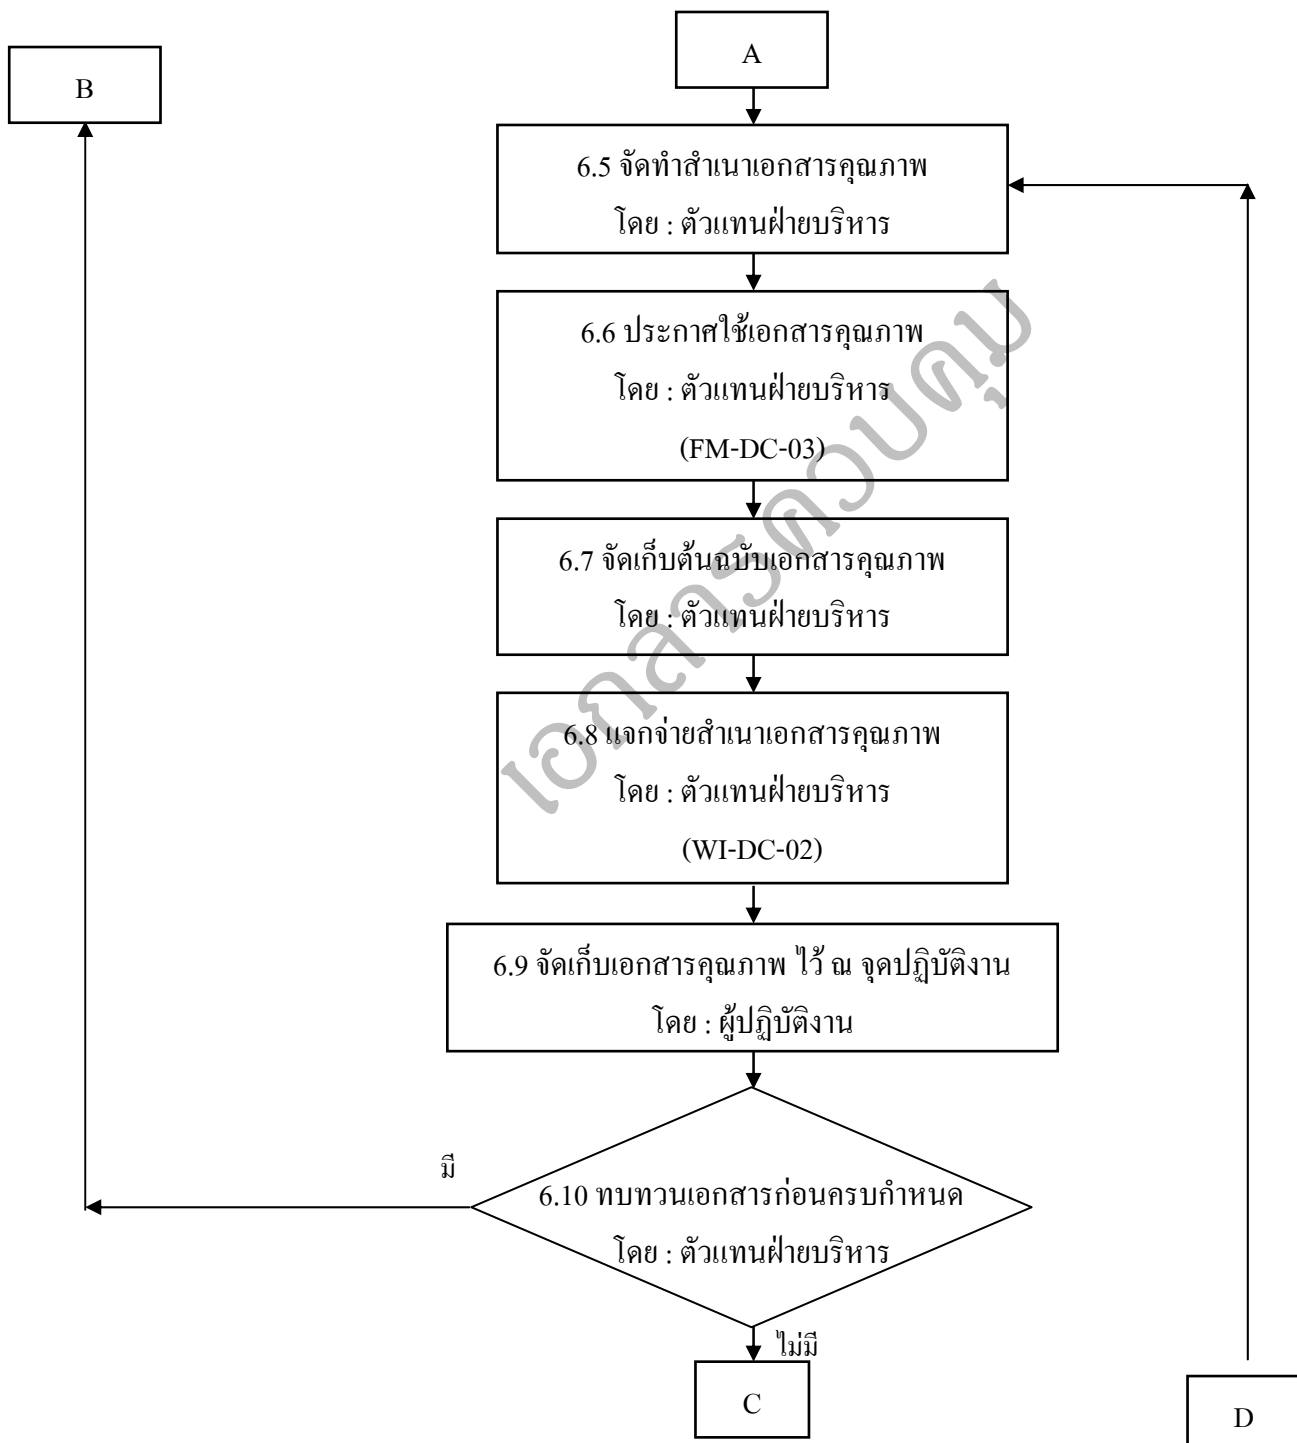 A
B
6.5 จัดทำสำเนาเอกสารคุณภาพ
โดย : ตัวแทนฝ่ายบริหาร
6.6 ประกาศใช้เอกสารคุณภาพ
โดย : ตัวแทนฝ่ายบริหาร
(FM-DC-03)
6.7 จัดเก็บต้นฉบับเอกสารคุณภาพ
โดย : ตัวแทนฝ่ายบริหาร
6.8 แจกจ่ายสำเนาเอกสารคุณภาพ
โดย : ตัวแทนฝ่ายบริหาร
(WI-DC-02)
เอกสารควบคุม
6.9 จัดเก็บเอกสารคุณภาพ ไว้ ณ จุดปฏิบัติงาน
โดย : ผู้ปฏิบัติงาน
มี
6.10 ทบทวนเอกสารก่อนครบกำหนด
โดย : ตัวแทนฝ่ายบริหาร
ไม่มี
C
D